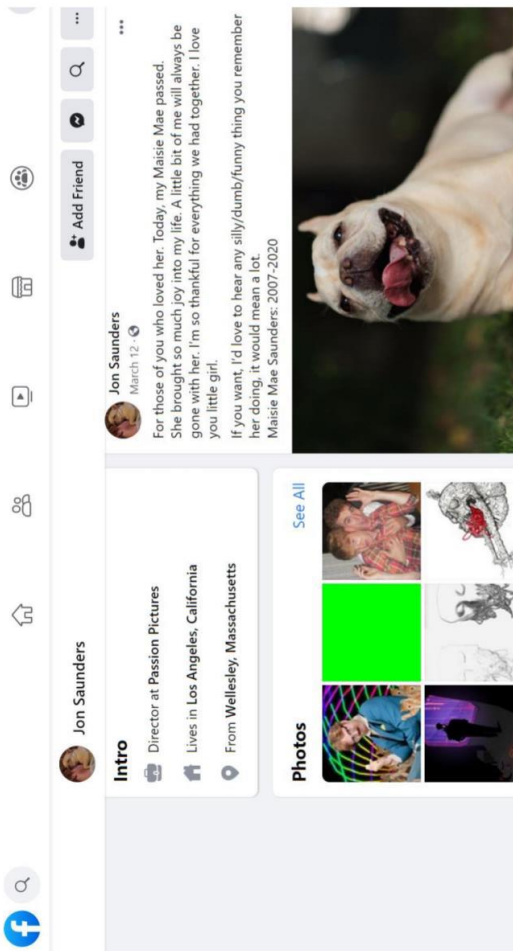 f
Jon Saunders
Add Friend
Intro
Director at Passion Pictures
Lives in Los Angeles, California
From Wellesley, Massachusetts
Photos
See All
Jon Saunders
March 12 ·
For those of you who loved her. Today, my Maisie Mae passed.
She brought so much joy into my life. A little bit of me will always be
gone with her. I'm so thankful for everything we had together. I love
you little girl.
If you want, I'd love to hear any silly/dumb/funny thing you remember
her doing, it would mean a lot.
Maisie Mae Saunders: 2007-2020